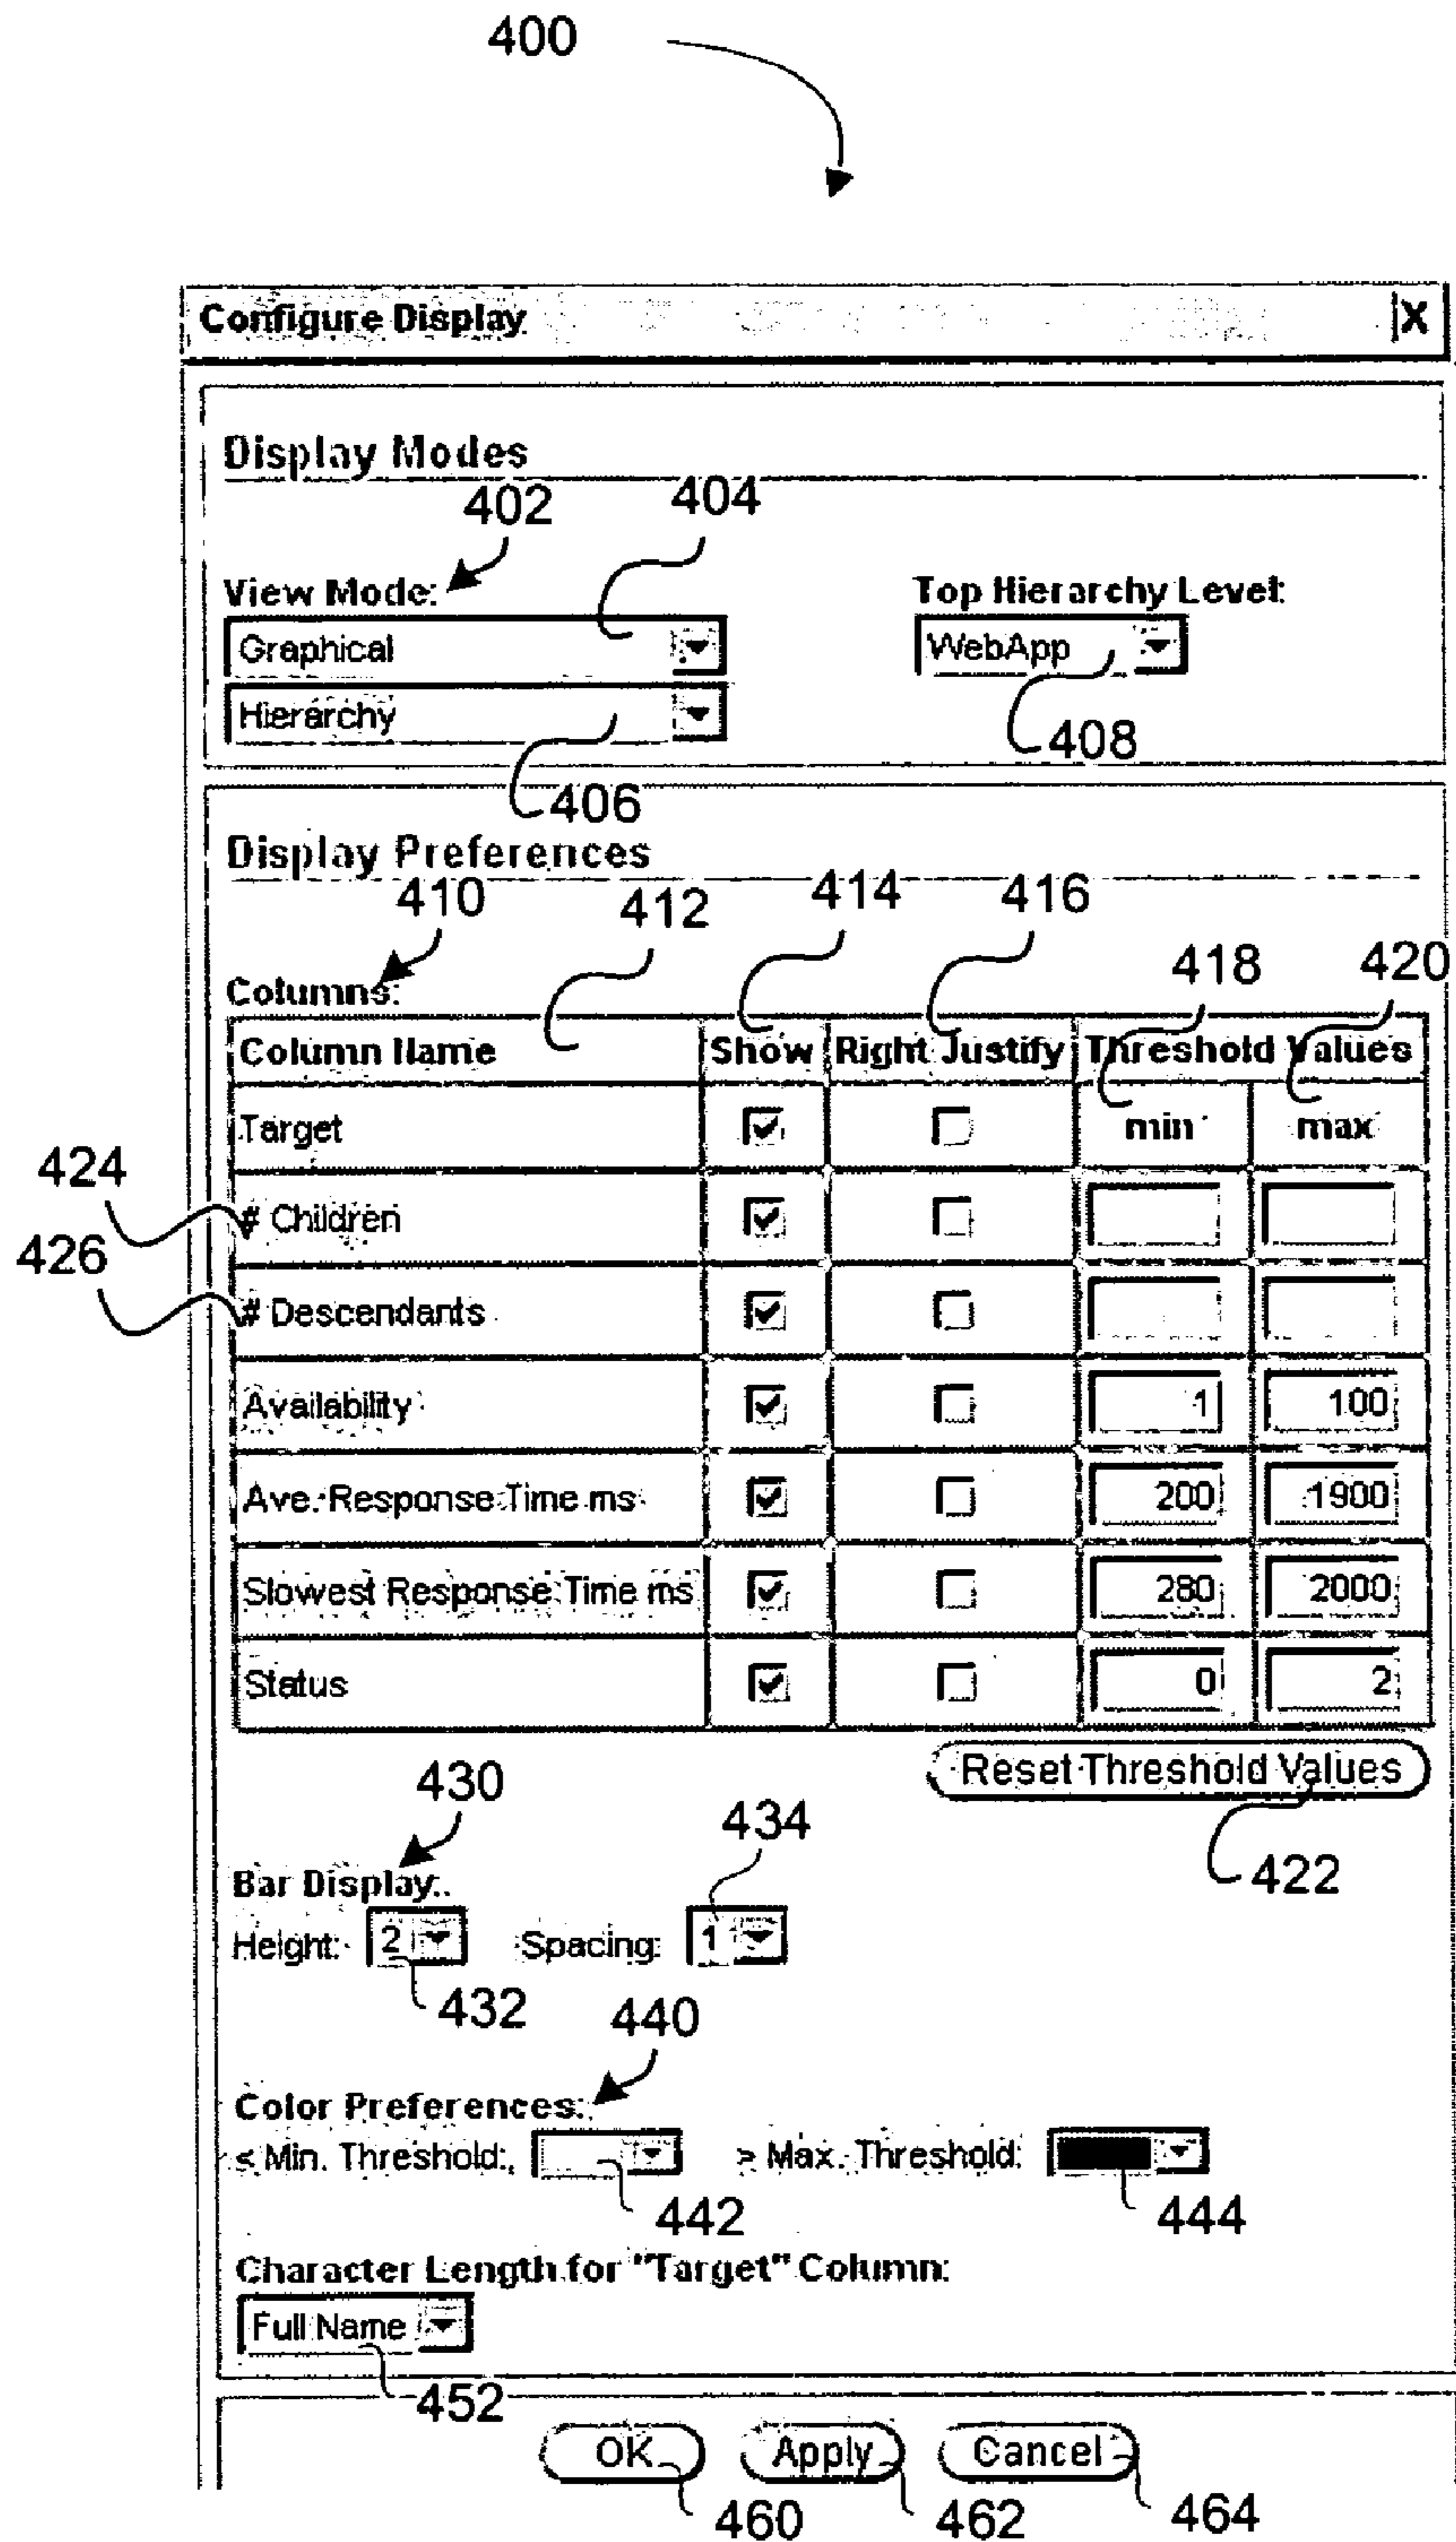 400
Configure Display X
Display Modes
402 404
View Mode: Top Hierarchy Level:
Graphical WebApp
Hierarchy 408
406
Display Preferences
410 412 414 416 418 420
Columns:
Column Name Show Right Justify Threshold Values
Target min max
424 # Children
426 # Descendants
Availability 1 100
Ave. Response Time ms 200 1900
Slowest Response Time ms 280 2000
Status 0 2
Reset Threshold Values
430 434 422
Bar Display:
Height: 2 Spacing: 1
432 440
Color Preferences:
< Min. Threshold: > Max. Threshold:
442 444
Character Length for "Target" Column:
Full Name
452
OK Apply Cancel
460 462 464